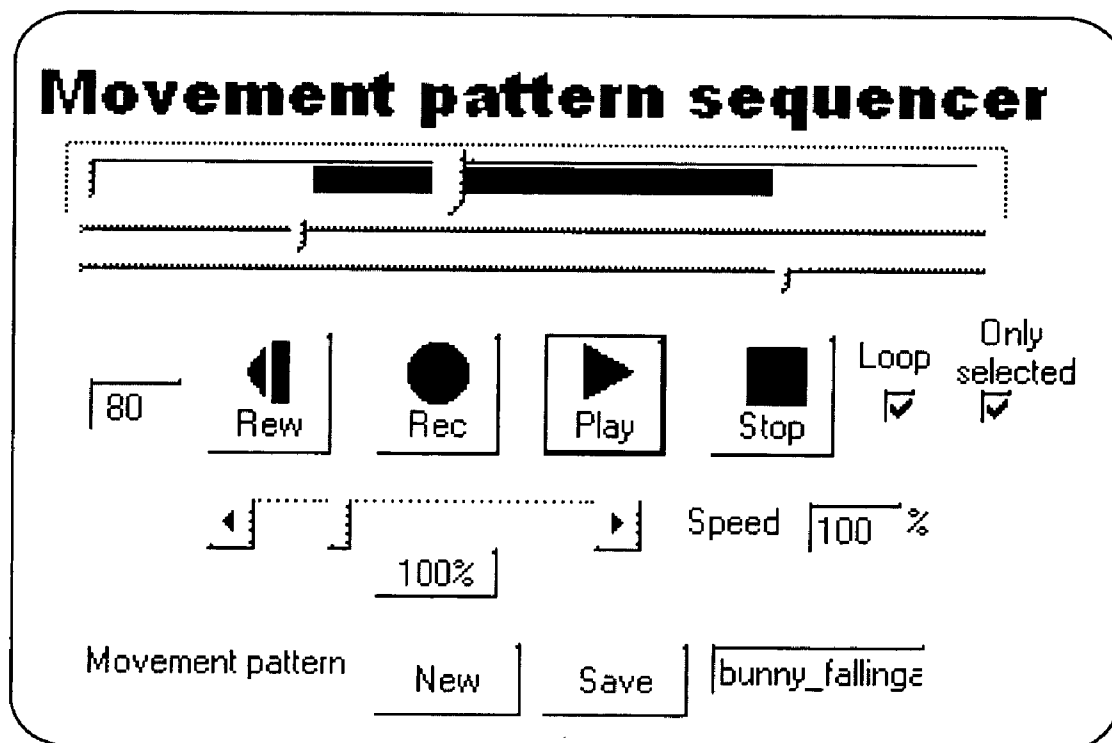 Movement pattern sequencer
Only
Loop selected
80 Rew Rec Play Stop
Speed 100 %
100%
Movement pattern New Save bunny_fallinga